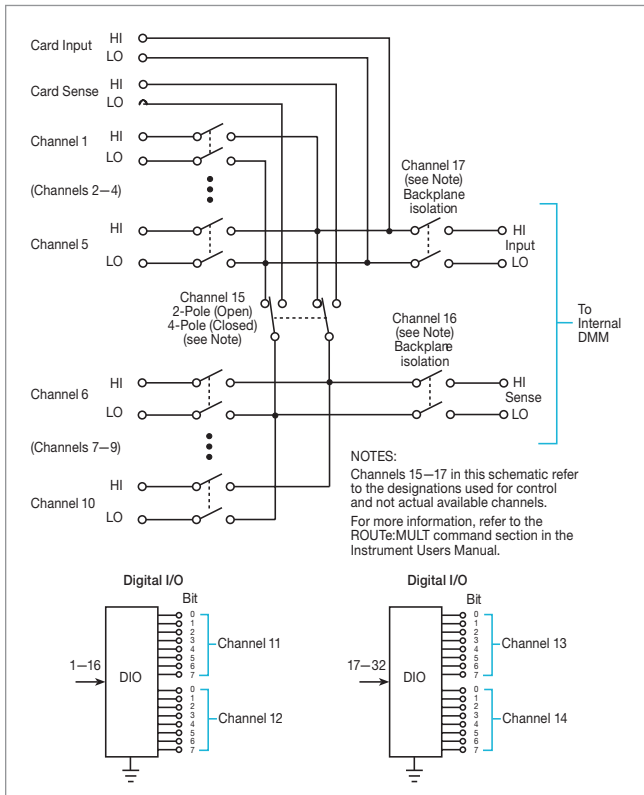 Card Input HI
LO
Card Sense HI
LO
Channel 1 HI
LO
(Channels 2—4)
Channel 5 HI
LO
Channel 17
(see Note)
Backplane
isolation
HI
Input
LO
Channel 15
2-Pole (Open)
4-Pole (Closed)
(see Note)
Channel 16
(see Note)
Backplane
isolation
To
Internal
DMM
Channel 6 HI
LO
HI
Sense
LO
(Channels 7—9)
Channel 10 HI
LO
NOTES:
Channels 15—17 in this schematic refer
to the designations used for control
and not actual available channels.
For more information, refer to the
ROUTe:MULT command section in the
Instrument Users Manual.
Digital I/O
Bit
1—16
DIO
0
1
2
3
4
5
6
7
Channel 11
0
1
2
3
4
5
6
7
Channel 12
Digital I/O
Bit
17—32
DIO
0
1
2
3
4
5
6
7
Channel 13
0
1
2
3
4
5
6
7
Channel 14